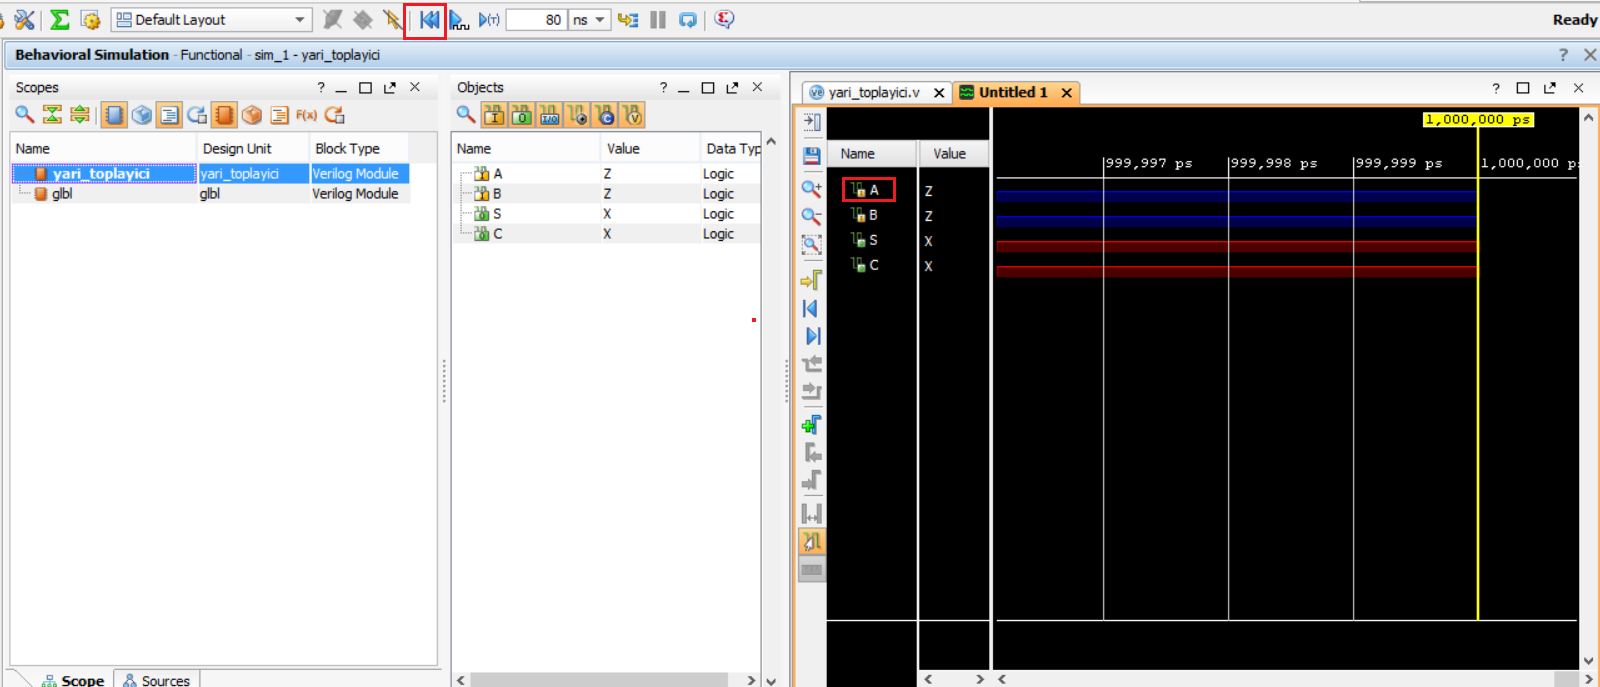 Default Layout
(T)
80
ns
Ready
Behavioral Simulation - Functional - sim_1 - yari_toplayici
Scopes
Name Design Unit Block Type
yari_toplayici yari_toplayici Verilog Module
glbl glbl Verilog Module
F(x)
Scope
Sources
Objects
I O I/O C V
Name Value Data Typ
A Z Logic
B Z Logic
S X Logic
C X Logic
yari_toplayici.v
Untitled 1
Name Value
A Z
B Z
S X
C X
1,000,000 ps
999,997 ps 999,998 ps 999,999 ps 1,000,000 ps